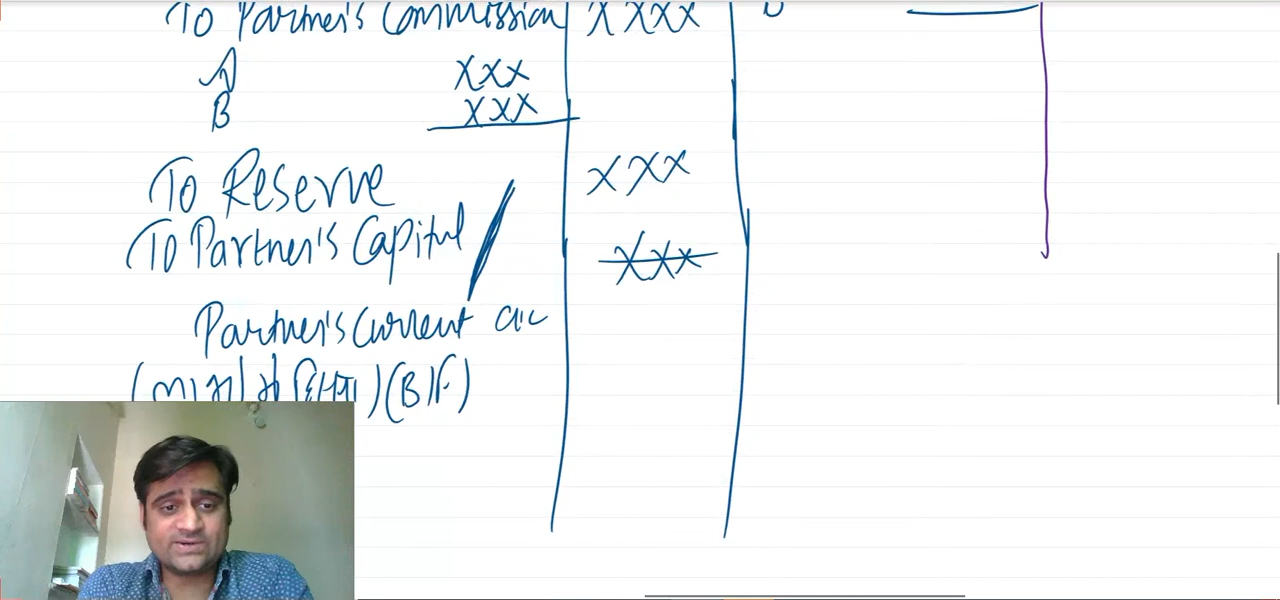 To Partner's Commission XXXX
A XXX
B XXX
To Reserve XXX
To Partner's Capital / XXX
Partner's Current a/c
(B/F)